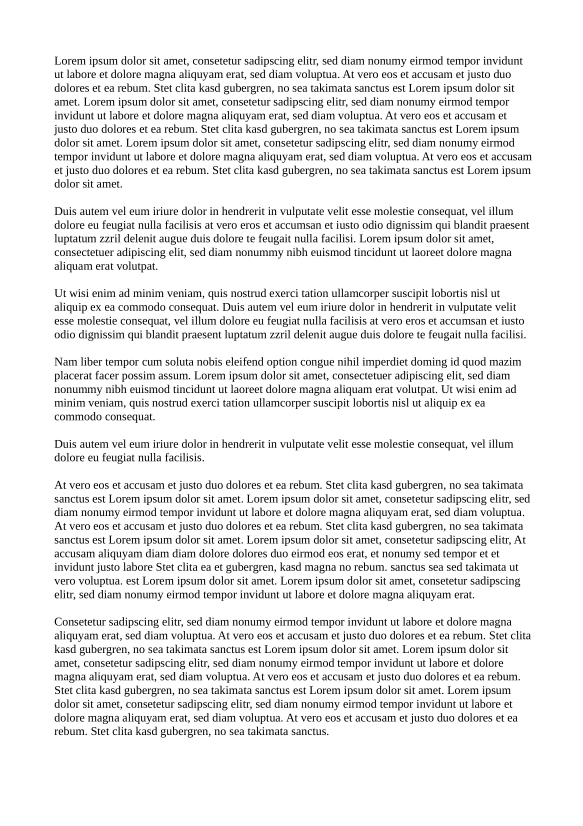 Lorem ipsum dolor sit amet, consetetur sadipscing elitr, sed diam nonumy eirmod tempor invidunt
ut labore et dolore magna aliquyam erat, sed diam voluptua. At vero eos et accusam et justo duo
dolores et ea rebum. Stet clita kasd gubergren, no sea takimata sanctus est Lorem ipsum dolor sit
amet. Lorem ipsum dolor sit amet, consetetur sadipscing elitr, sed diam nonumy eirmod tempor
invidunt ut labore et dolore magna aliquyam erat, sed diam voluptua. At vero eos et accusam et
justo duo dolores et ea rebum. Stet clita kasd gubergren, no sea takimata sanctus est Lorem ipsum
dolor sit amet. Lorem ipsum dolor sit amet, consetetur sadipscing elitr, sed diam nonumy eirmod
tempor invidunt ut labore et dolore magna aliquyam erat, sed diam voluptua. At vero eos et accusam
et justo duo dolores et ea rebum. Stet clita kasd gubergren, no sea takimata sanctus est Lorem ipsum
dolor sit amet.
Duis autem vel eum iriure dolor in hendrerit in vulputate velit esse molestie consequat, vel illum
dolore eu feugiat nulla facilisis at vero eros et accumsan et iusto odio dignissim qui blandit praesent
luptatum zzril delenit augue duis dolore te feugait nulla facilisi. Lorem ipsum dolor sit amet,
consectetuer adipiscing elit, sed diam nonummy nibh euismod tincidunt ut laoreet dolore magna
aliquam erat volutpat.
Ut wisi enim ad minim veniam, quis nostrud exerci tation ullamcorper suscipit lobortis nisl ut
aliquip ex ea commodo consequat. Duis autem vel eum iriure dolor in hendrerit in vulputate velit
esse molestie consequat, vel illum dolore eu feugiat nulla facilisis at vero eros et accumsan et iusto
odio dignissim qui blandit praesent luptatum zzril delenit augue duis dolore te feugait nulla facilisi.
Nam liber tempor cum soluta nobis eleifend option congue nihil imperdiet doming id quod mazim
placerat facer possim assum. Lorem ipsum dolor sit amet, consectetuer adipiscing elit, sed diam
nonummy nibh euismod tincidunt ut laoreet dolore magna aliquam erat volutpat. Ut wisi enim ad
minim veniam, quis nostrud exerci tation ullamcorper suscipit lobortis nisl ut aliquip ex ea
commodo consequat.
Duis autem vel eum iriure dolor in hendrerit in vulputate velit esse molestie consequat, vel illum
dolore eu feugiat nulla facilisis.
At vero eos et accusam et justo duo dolores et ea rebum. Stet clita kasd gubergren, no sea takimata
sanctus est Lorem ipsum dolor sit amet. Lorem ipsum dolor sit amet, consetetur sadipscing elitr, sed
diam nonumy eirmod tempor invidunt ut labore et dolore magna aliquyam erat, sed diam voluptua.
At vero eos et accusam et justo duo dolores et ea rebum. Stet clita kasd gubergren, no sea takimata
sanctus est Lorem ipsum dolor sit amet. Lorem ipsum dolor sit amet, consetetur sadipscing elitr, At
accusam aliquyam diam diam dolore dolores duo eirmod eos erat, et nonumy sed tempor et et
invidunt justo labore Stet clita ea et gubergren, kasd magna no rebum. sanctus sea sed takimata ut
vero voluptua. est Lorem ipsum dolor sit amet. Lorem ipsum dolor sit amet, consetetur sadipscing
elitr, sed diam nonumy eirmod tempor invidunt ut labore et dolore magna aliquyam erat.
Consetetur sadipscing elitr, sed diam nonumy eirmod tempor invidunt ut labore et dolore magna
aliquyam erat, sed diam voluptua. At vero eos et accusam et justo duo dolores et ea rebum. Stet clita
kasd gubergren, no sea takimata sanctus est Lorem ipsum dolor sit amet. Lorem ipsum dolor sit
amet, consetetur sadipscing elitr, sed diam nonumy eirmod tempor invidunt ut labore et dolore
magna aliquyam erat, sed diam voluptua. At vero eos et accusam et justo duo dolores et ea rebum.
Stet clita kasd gubergren, no sea takimata sanctus est Lorem ipsum dolor sit amet. Lorem ipsum
dolor sit amet, consetetur sadipscing elitr, sed diam nonumy eirmod tempor invidunt ut labore et
dolore magna aliquyam erat, sed diam voluptua. At vero eos et accusam et justo duo dolores et ea
rebum. Stet clita kasd gubergren, no sea takimata sanctus.